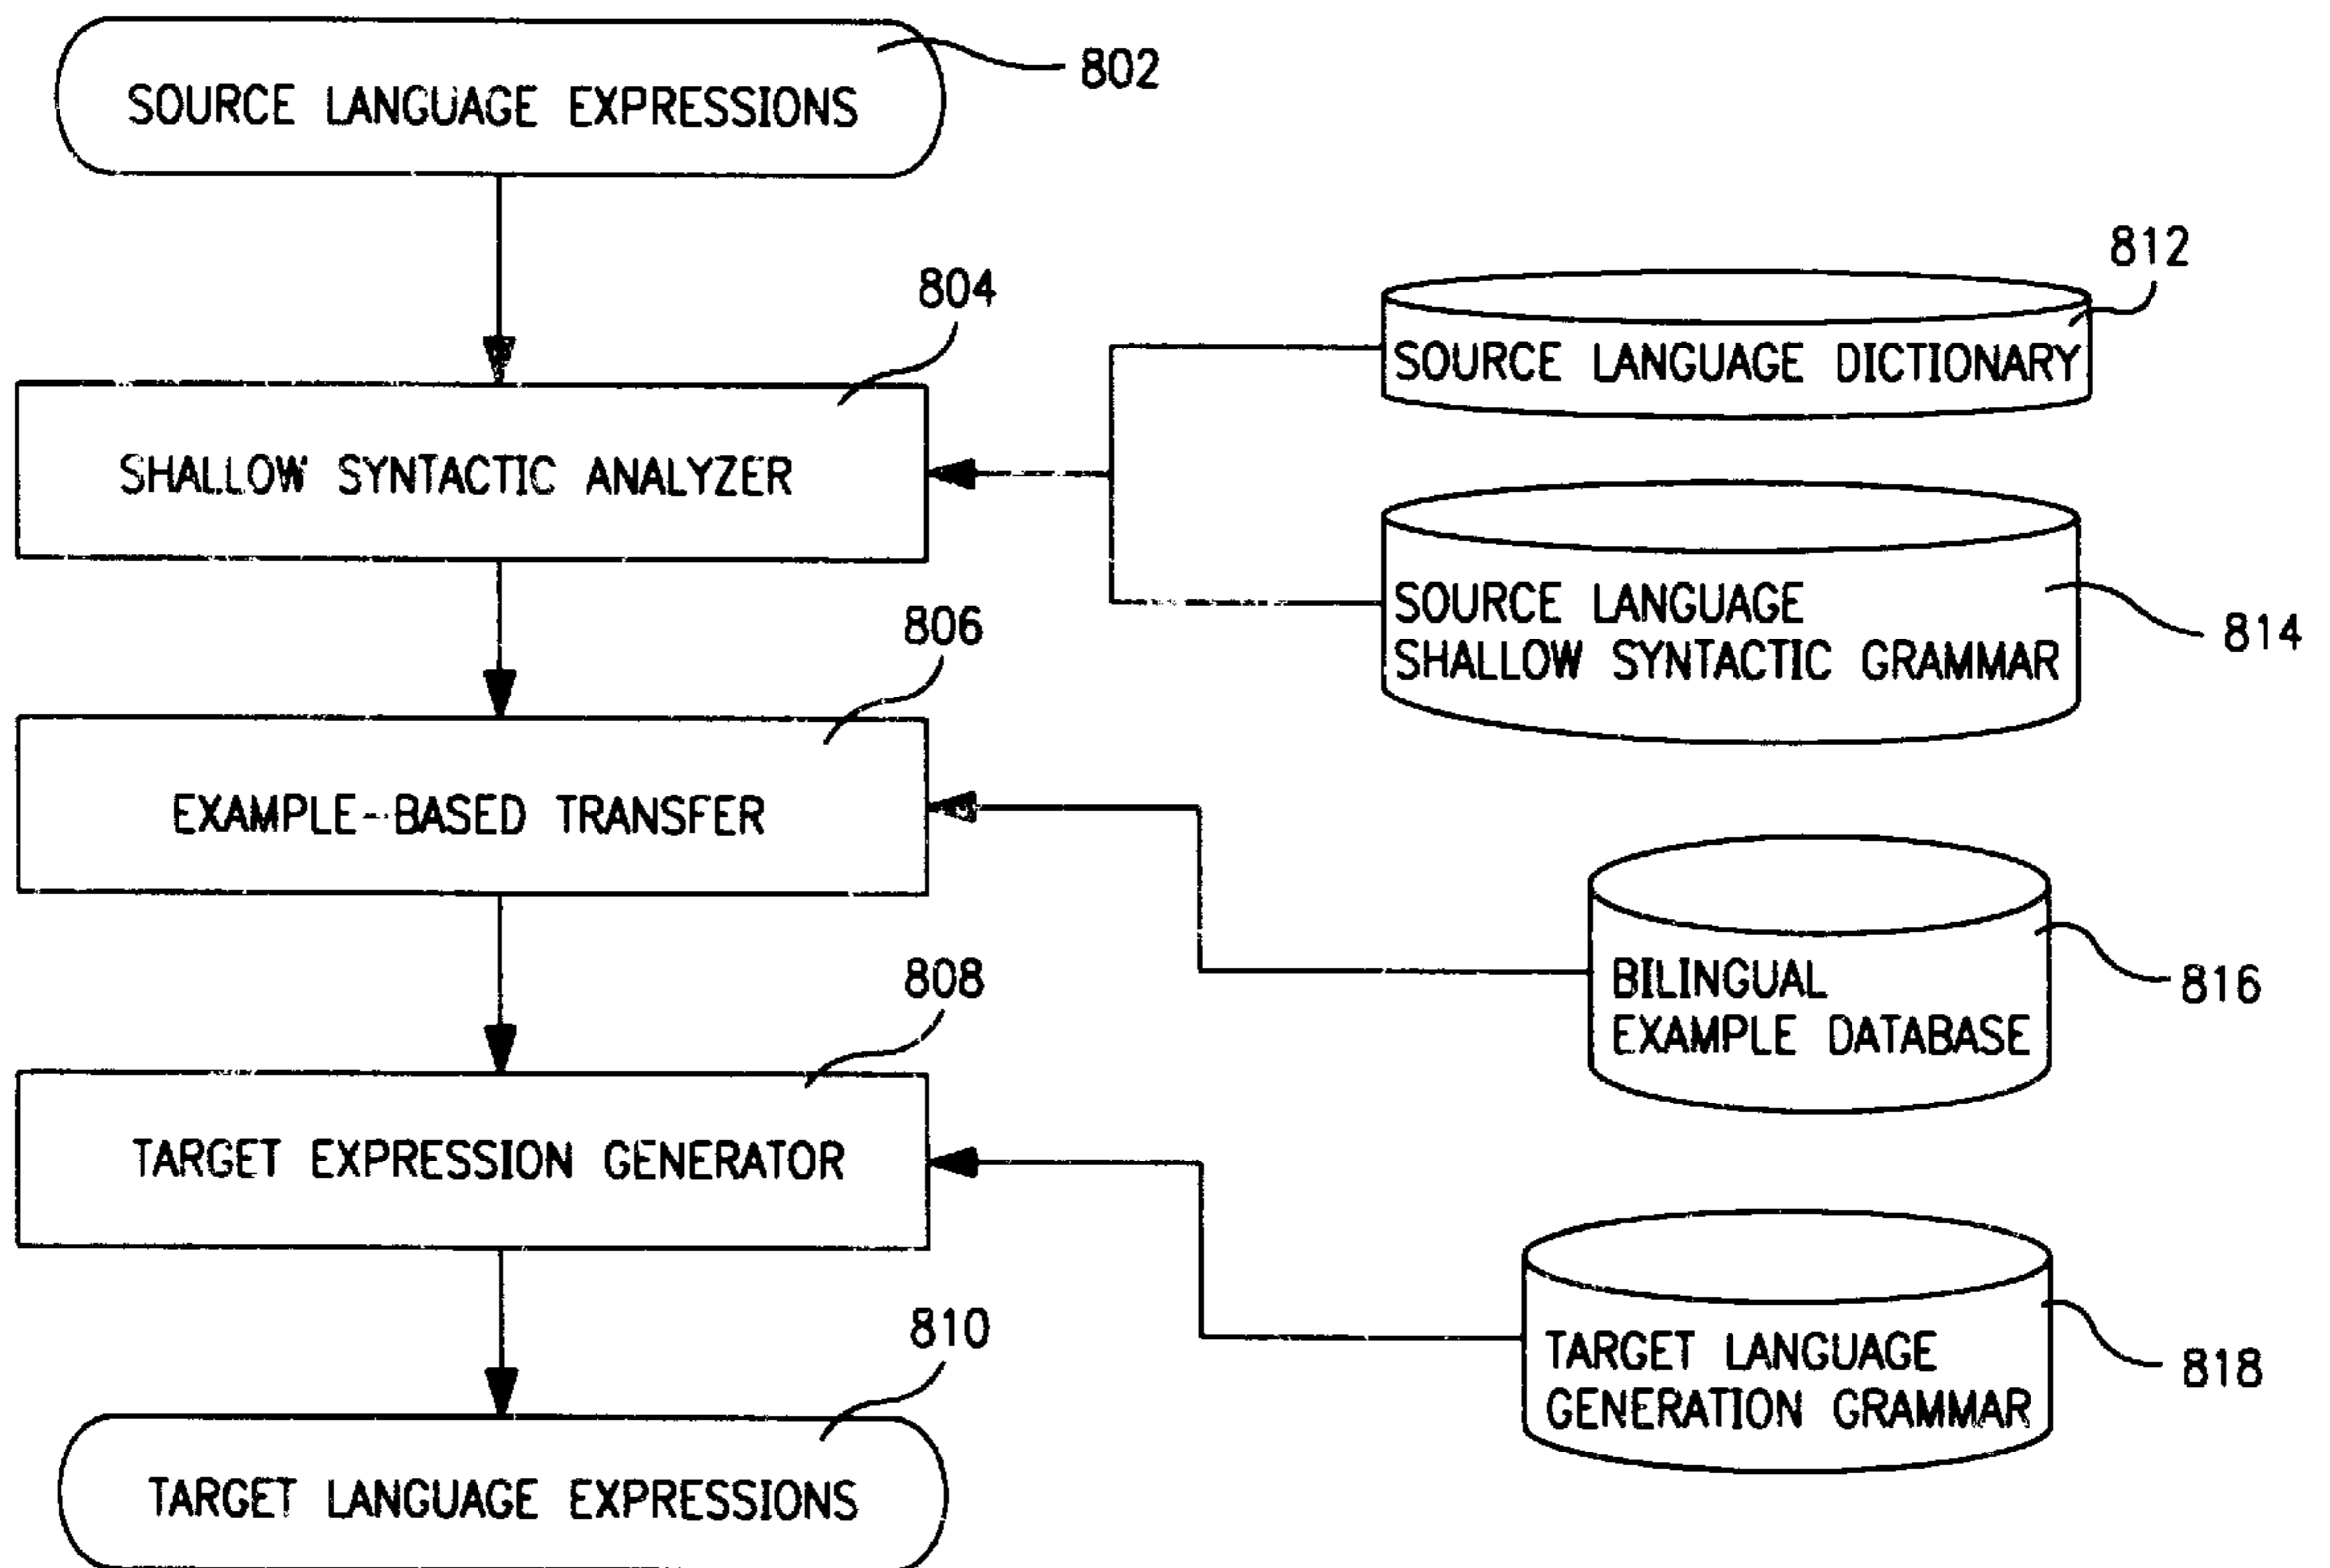 SOURCE LANGUAGE EXPRESSIONS
802
804
SHALLOW SYNTACTIC ANALYZER
812
SOURCE LANGUAGE DICTIONARY
SOURCE LANGUAGE
SHALLOW SYNTACTIC GRAMMAR
814
806
EXAMPLE-BASED TRANSFER
BILINGUAL
EXAMPLE DATABASE
816
808
TARGET EXPRESSION GENERATOR
TARGET LANGUAGE
GENERATION GRAMMAR
818
810
TARGET LANGUAGE EXPRESSIONS